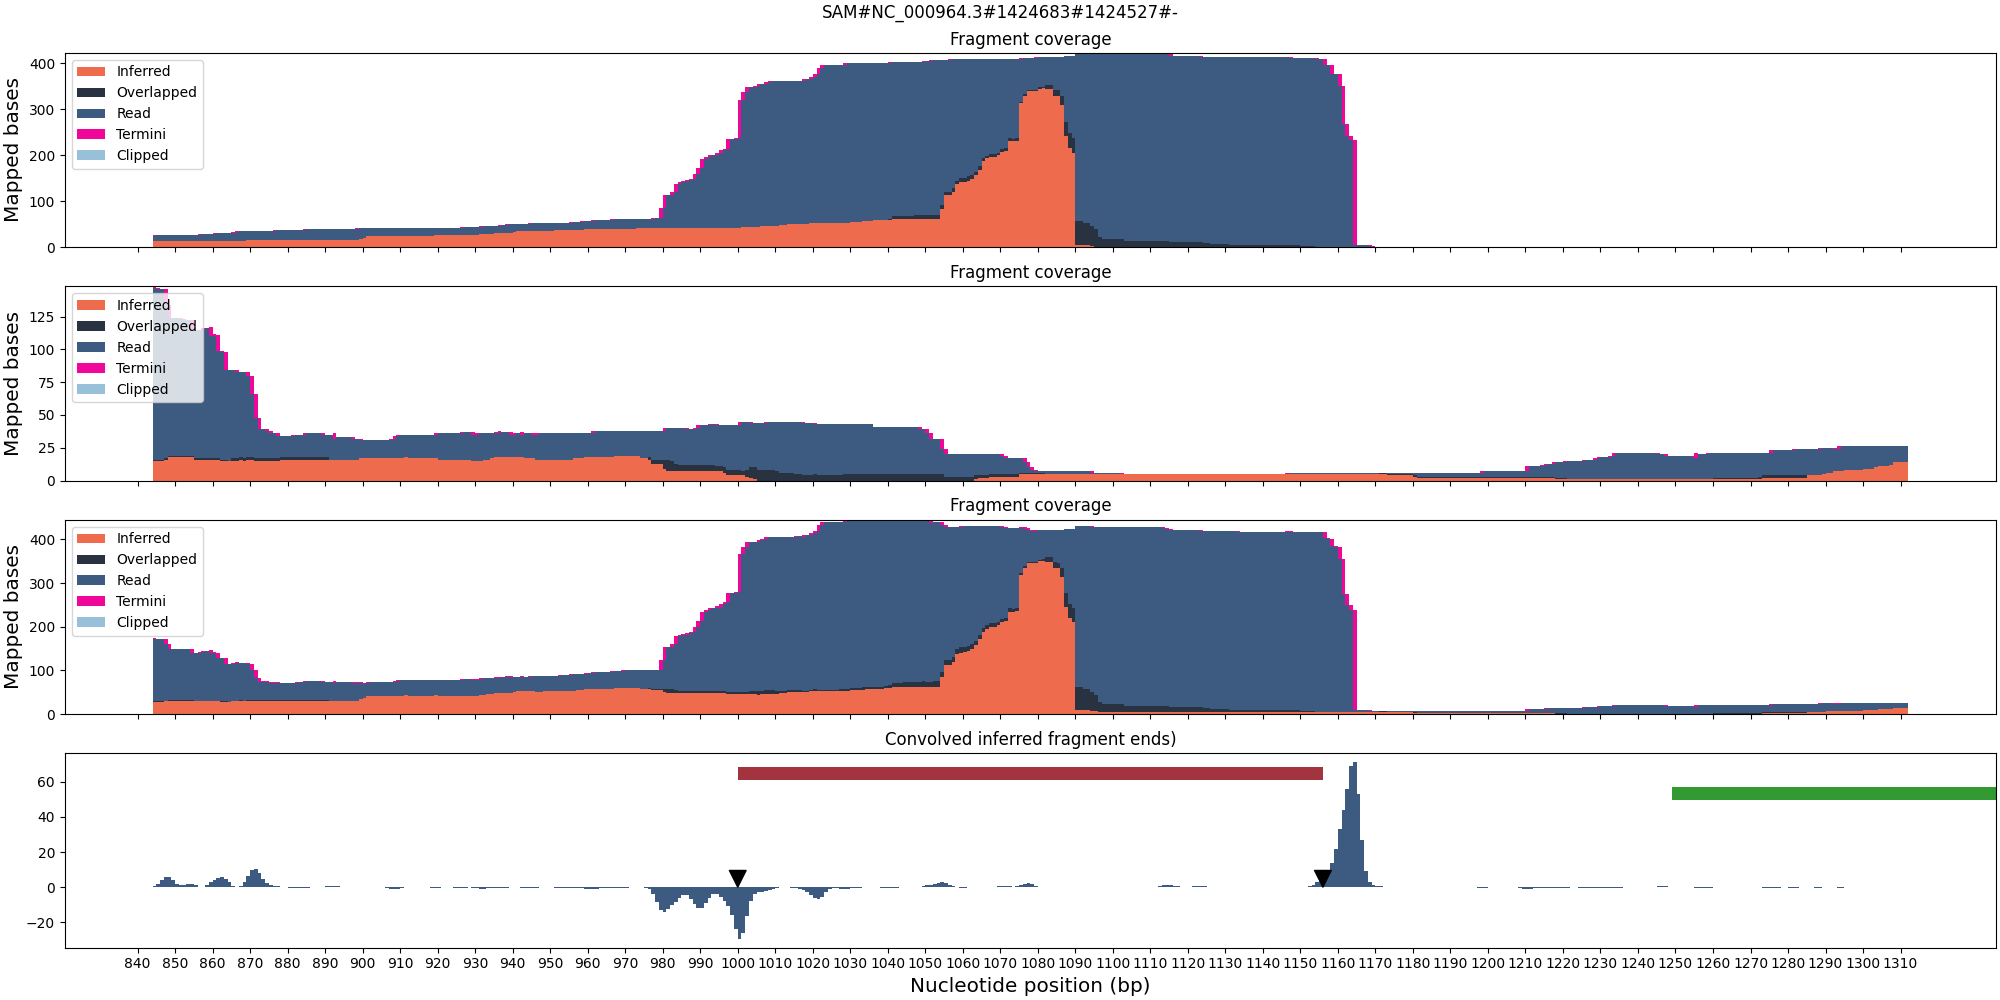 SAM#NC_000964.3#1424683#1424527#-
Fragment coverage
Mapped bases
400
300
200
100
0
Inferred
Overlapped
Read
Termini
Clipped
Fragment coverage
Mapped bases
125
100
75
50
25
0
Inferred
Overlapped
Read
Termini
Clipped
Fragment coverage
Mapped bases
400
300
200
100
0
Inferred
Overlapped
Read
Termini
Clipped
Convolved inferred fragment ends)
60
40
20
0
−20
840 850 860 870 880 890 900 910 920 930 940 950 960 970 980 990 1000 1010 1020 1030 1040 1050 1060 1070 1080 1090 1100 1110 1120 1130 1140 1150 1160 1170 1180 1190 1200 1210 1220 1230 1240 1250 1260 1270 1280 1290 1300 1310
Nucleotide position (bp)